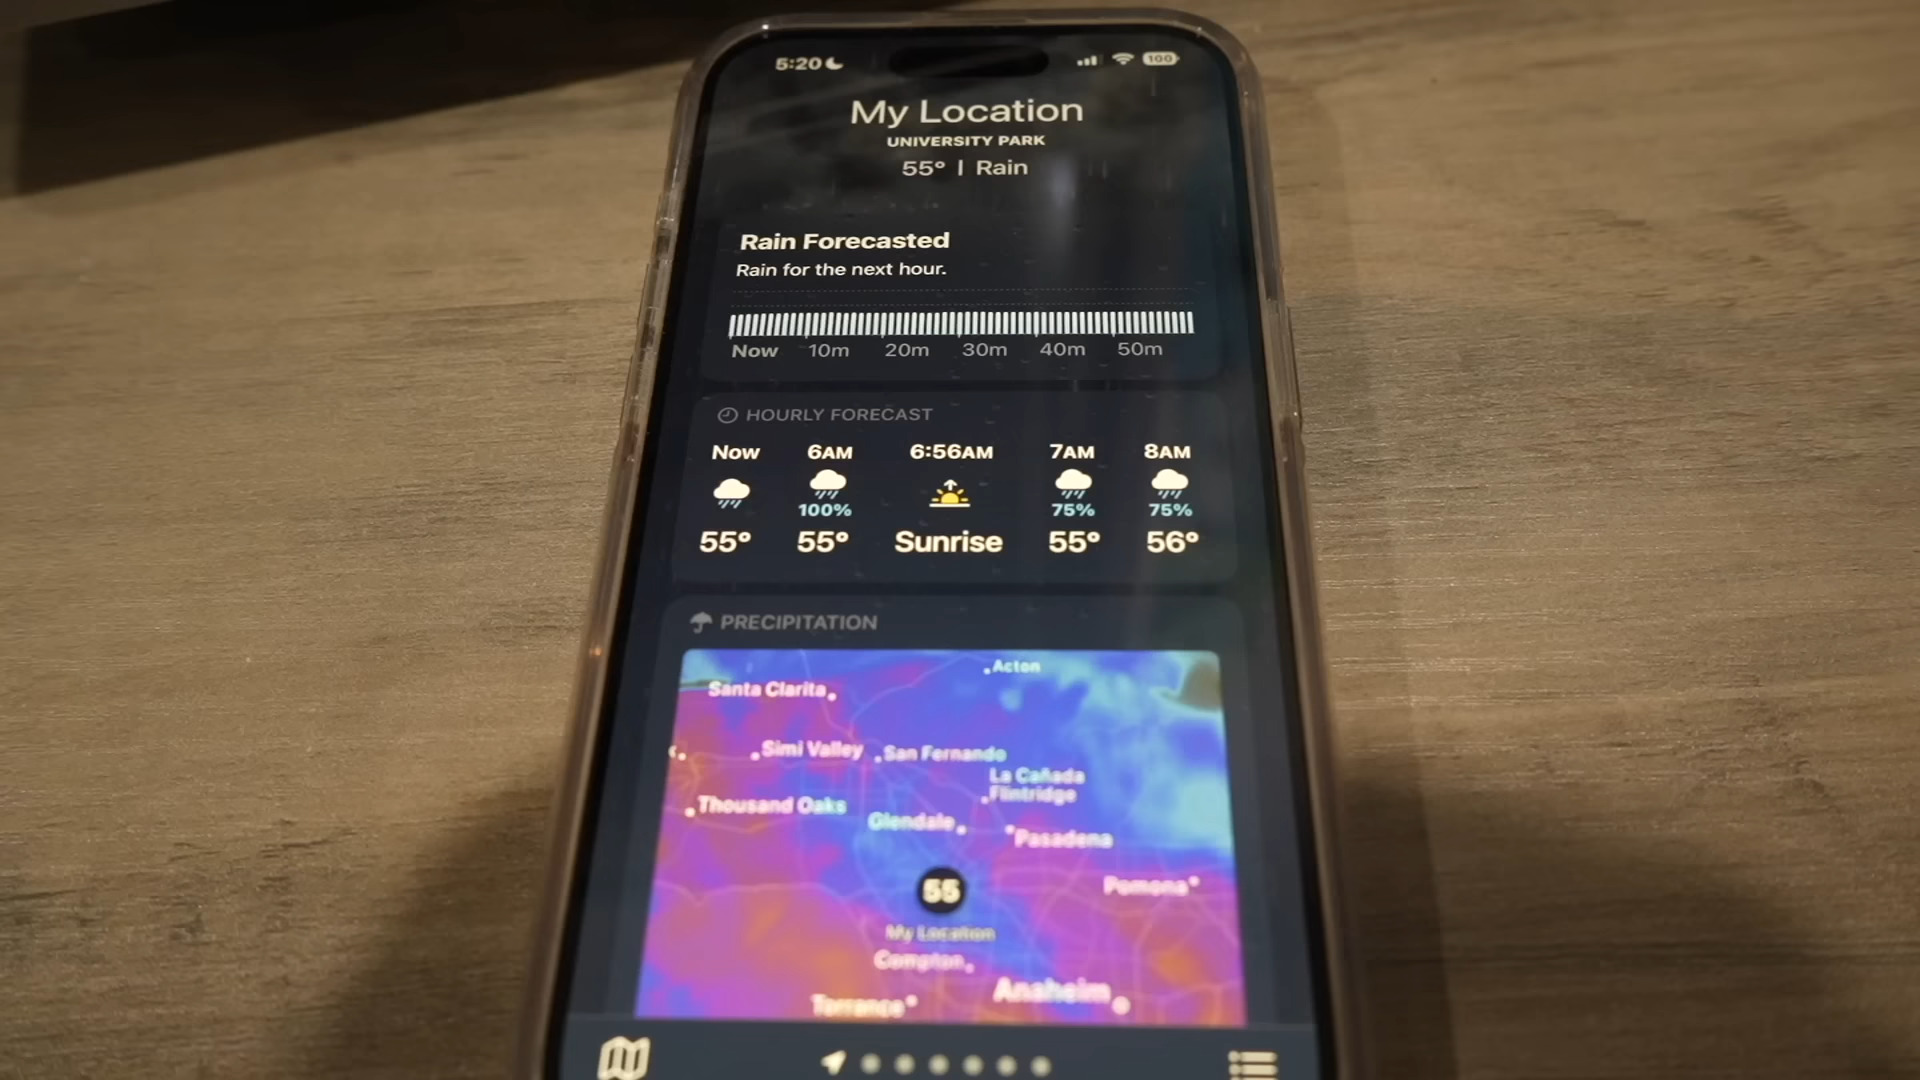 5:20
100
My Location
UNIVERSITY PARK
55° | Rain
Rain Forecasted
Rain for the next hour.
Now 10m 20m 30m 40m 50m
HOURLY FORECAST
Now 6AM 6:56AM 7AM 8AM
100% 75% 75%
55° 55° Sunrise 55° 56°
PRECIPITATION
Acton
Santa Clarita
Simi Valley
San Fernando
La Cañada
Flintridge
Thousand Oaks
Glendale
Pasadena
55
Pomona
My Location
Compton
Anaheim
Torrance